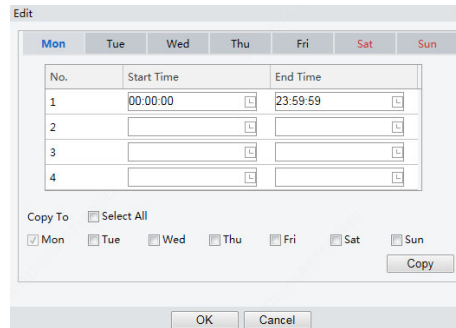 Edit
Mon Tue Wed Thu Fri Sat Sun
No. Start Time End Time
1 00:00:00 23:59:59
2
3
4
Copy To Select All
Mon Tue Wed Thu Fri Sat Sun
Copy
OK Cancel